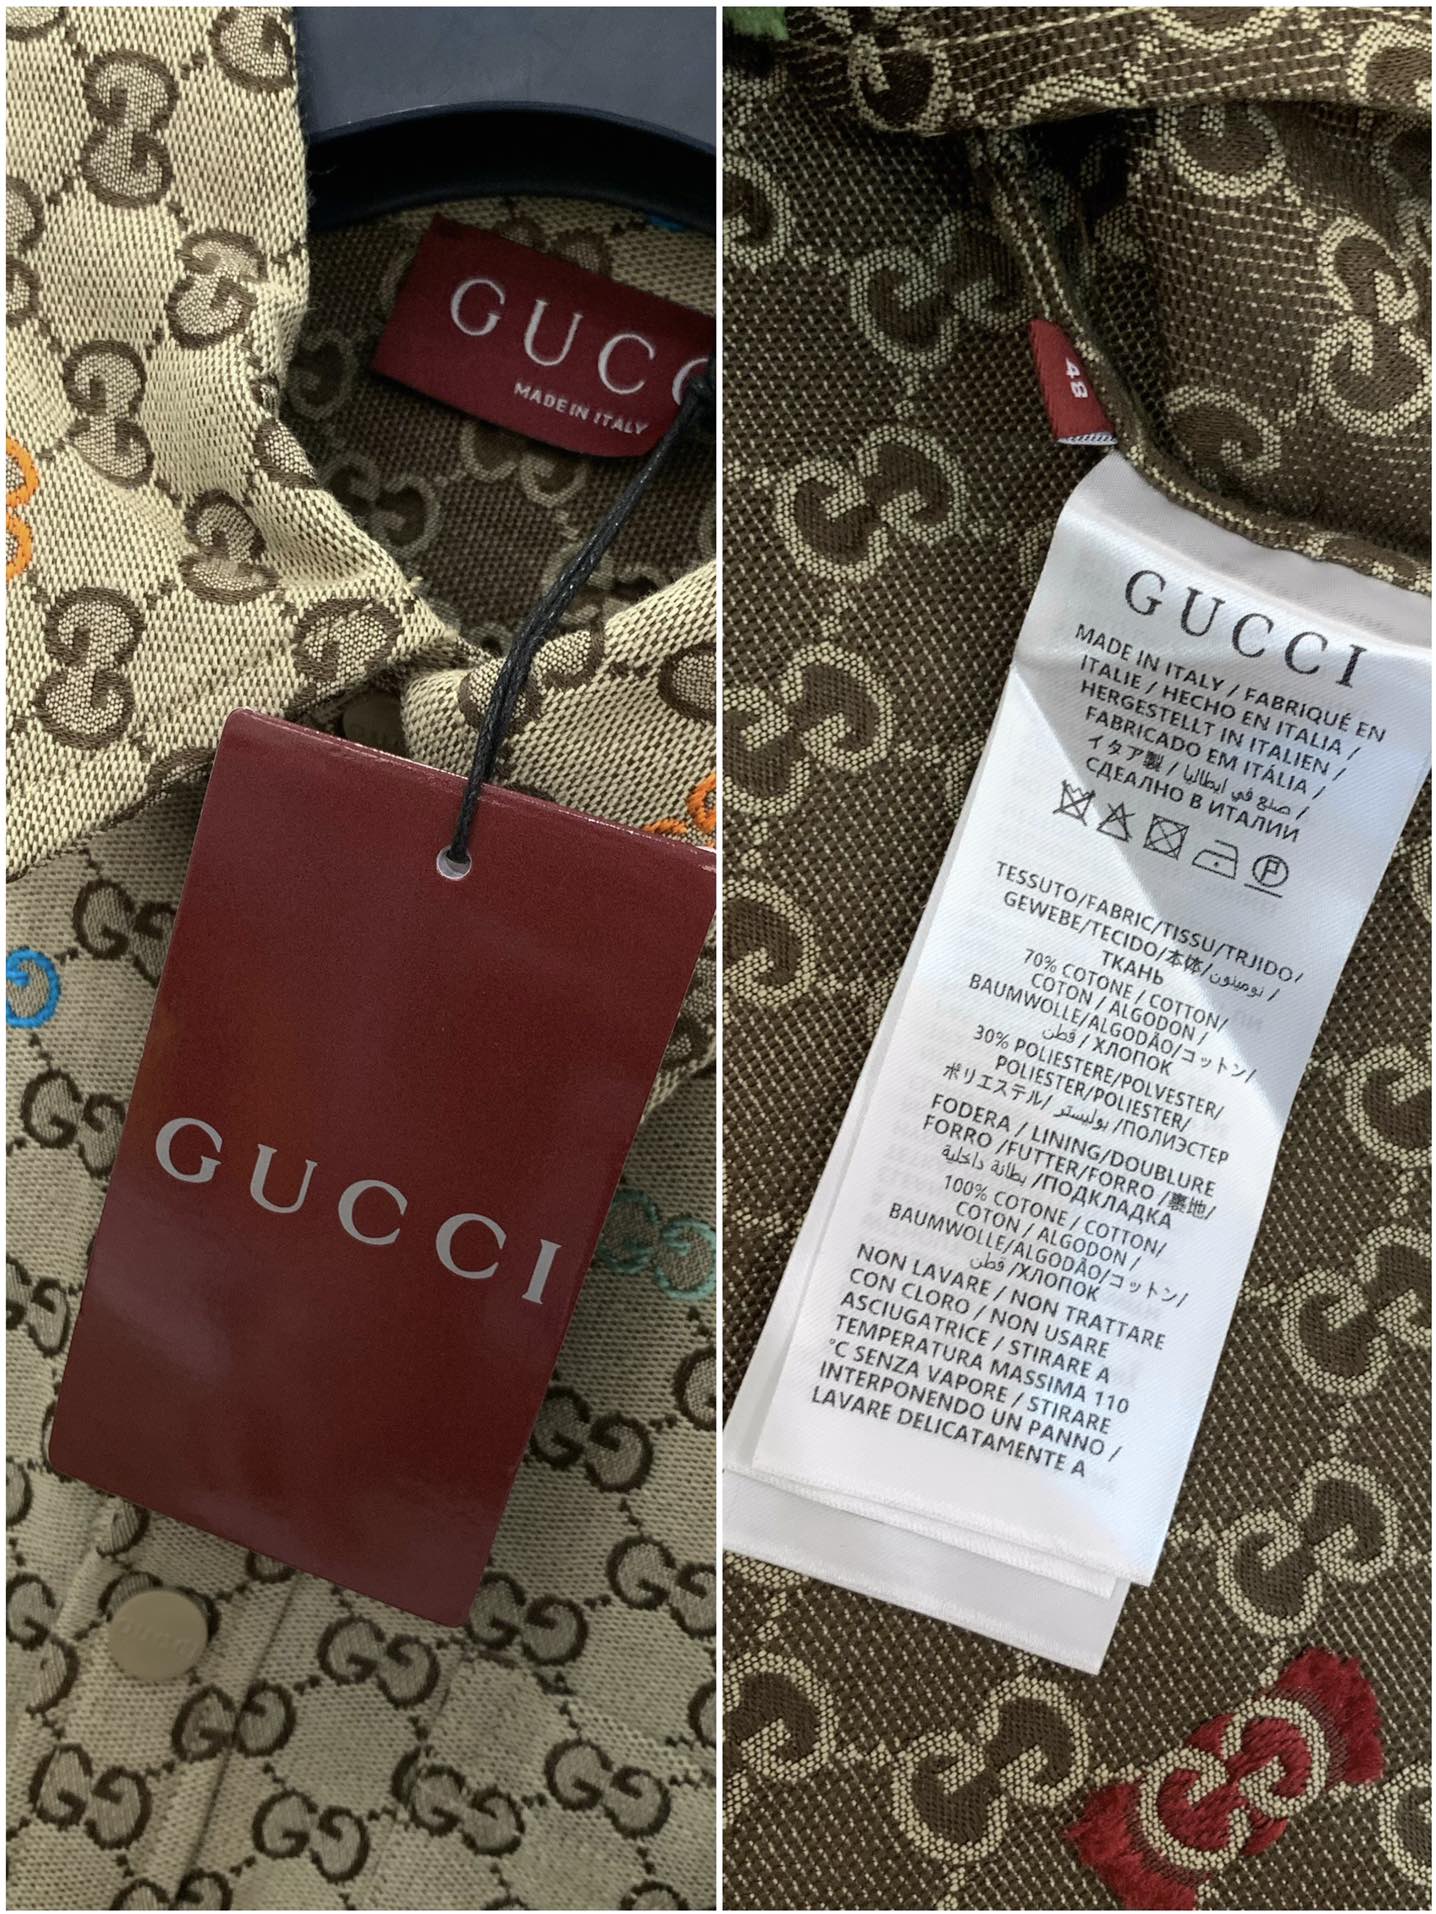 GUCC
MADE IN ITALY
GUCCI
GUCCI
48
GUCCI
MADE IN ITALY / FABRIQUÉ EN
ITALIE / HECHO EN ITALIA /
HERGESTELLT IN ITALIEN /
FABRICADO EM ITÁLIA /
イタア製 / صنع في ايطاليا /
СДЕАЛНО В ИТАЛИИ
P
TESSUTO/FABRIC/TISSU/TRJIDO/
GEWEBE/TECIDO/本体/نومينون /
ТКАНЬ
70% COTONE / COTTON/
COTON / ALGODON /
BAUMWOLLE/ALGODÃO/コットン/
قطن / ХЛОПОК
30% POLIESTERE/POLVESTER/
POLIESTER/POLIESTER/
ポリエステル/ بوليستر /ПОЛИЭСТЕР
FODERA / LINING/DOUBLURE
FORRO /FUTTER/FORRO /裏地/
بطانة داخلية /ПОДКЛАДКА
100% COTONE / COTTON/
COTON / ALGODON /
BAUMWOLLE/ALGODÃO/コットン/
قطن /ХЛОПОК
NON LAVARE / NON TRATTARE
CON CLORO / NON USARE
ASCIUGATRICE / STIRARE A
TEMPERATURA MASSIMA 110
°C SENZA VAPORE / STIRARE
INTERPONENDO UN PANNO /
LAVARE DELICATAMENTE A